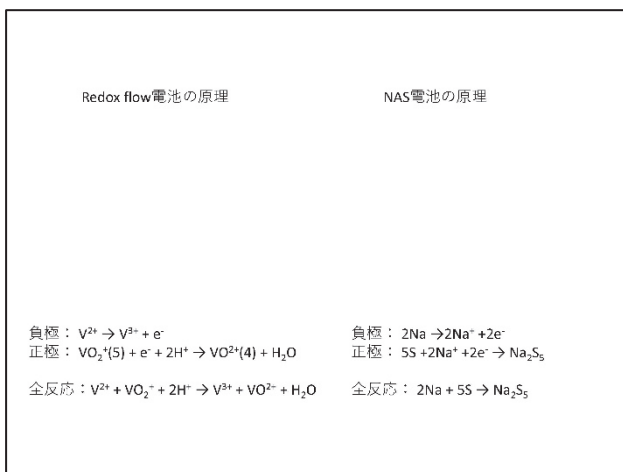 Redox flow電池の原理
NAS電池の原理
負極： V²⁺ → V³⁺ + e⁻
正極： VO₂⁺(5) + e⁻ + 2H⁺ → VO²⁺(4) + H₂O
全反応：V²⁺ + VO₂⁺ + 2H⁺ → V³⁺ + VO²⁺ + H₂O
負極： 2Na →2Na⁺ +2e⁻
正極： 5S +2Na⁺ +2e⁻ → Na₂S₅
全反応： 2Na + 5S → Na₂S₅